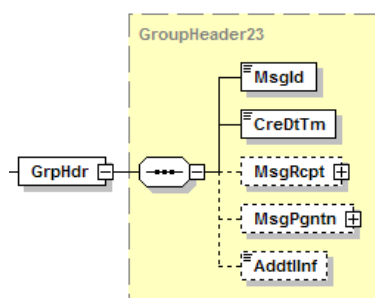 GroupHeader23
MsgId
CreDtTm
GrpHdr
MsgRcpt
MsgPgntn
AddtlInf